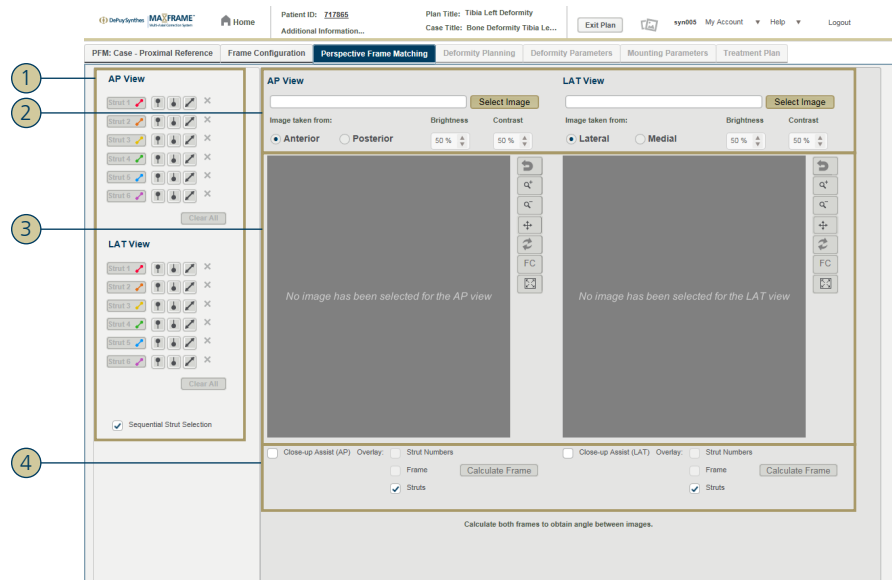 DePuySynthes MAXFRAME™ Home Patient ID: 717865 Plan Title: Tibia Left Deformity Exit Plan syn005 My Account Help Logout
Multi-Axial Correction System Additional Information... Case Title: Bone Deformity Tibia Le...
PFM: Case - Proximal Reference Frame Configuration Perspective Frame Matching Deformity Planning Deformity Parameters Mounting Parameters Treatment Plan
1
AP View
Strut 1
Strut 2
Strut 3
Strut 4
Strut 5
Strut 6
Clear All
LAT View
Strut 1
Strut 2
Strut 3
Strut 4
Strut 5
Strut 6
Clear All
Sequential Strut Selection
2
AP View
Select Image
Image taken from: Brightness Contrast
Anterior Posterior 50 % 50 %
LAT View
Select Image
Image taken from: Brightness Contrast
Lateral Medial 50 % 50 %
3
No image has been selected for the AP view
FC
No image has been selected for the LAT view
FC
4
Close-up Assist (AP) Overlay: Strut Numbers
Frame Calculate Frame
Struts
Close-up Assist (LAT) Overlay: Strut Numbers
Frame Calculate Frame
Struts
Calculate both frames to obtain angle between images.